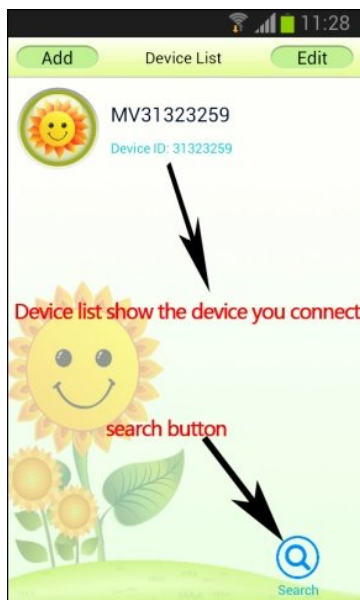 11:28
Add Device List Edit
MV31323259
Device ID: 31323259
Device list show the device you connect
search button
Search